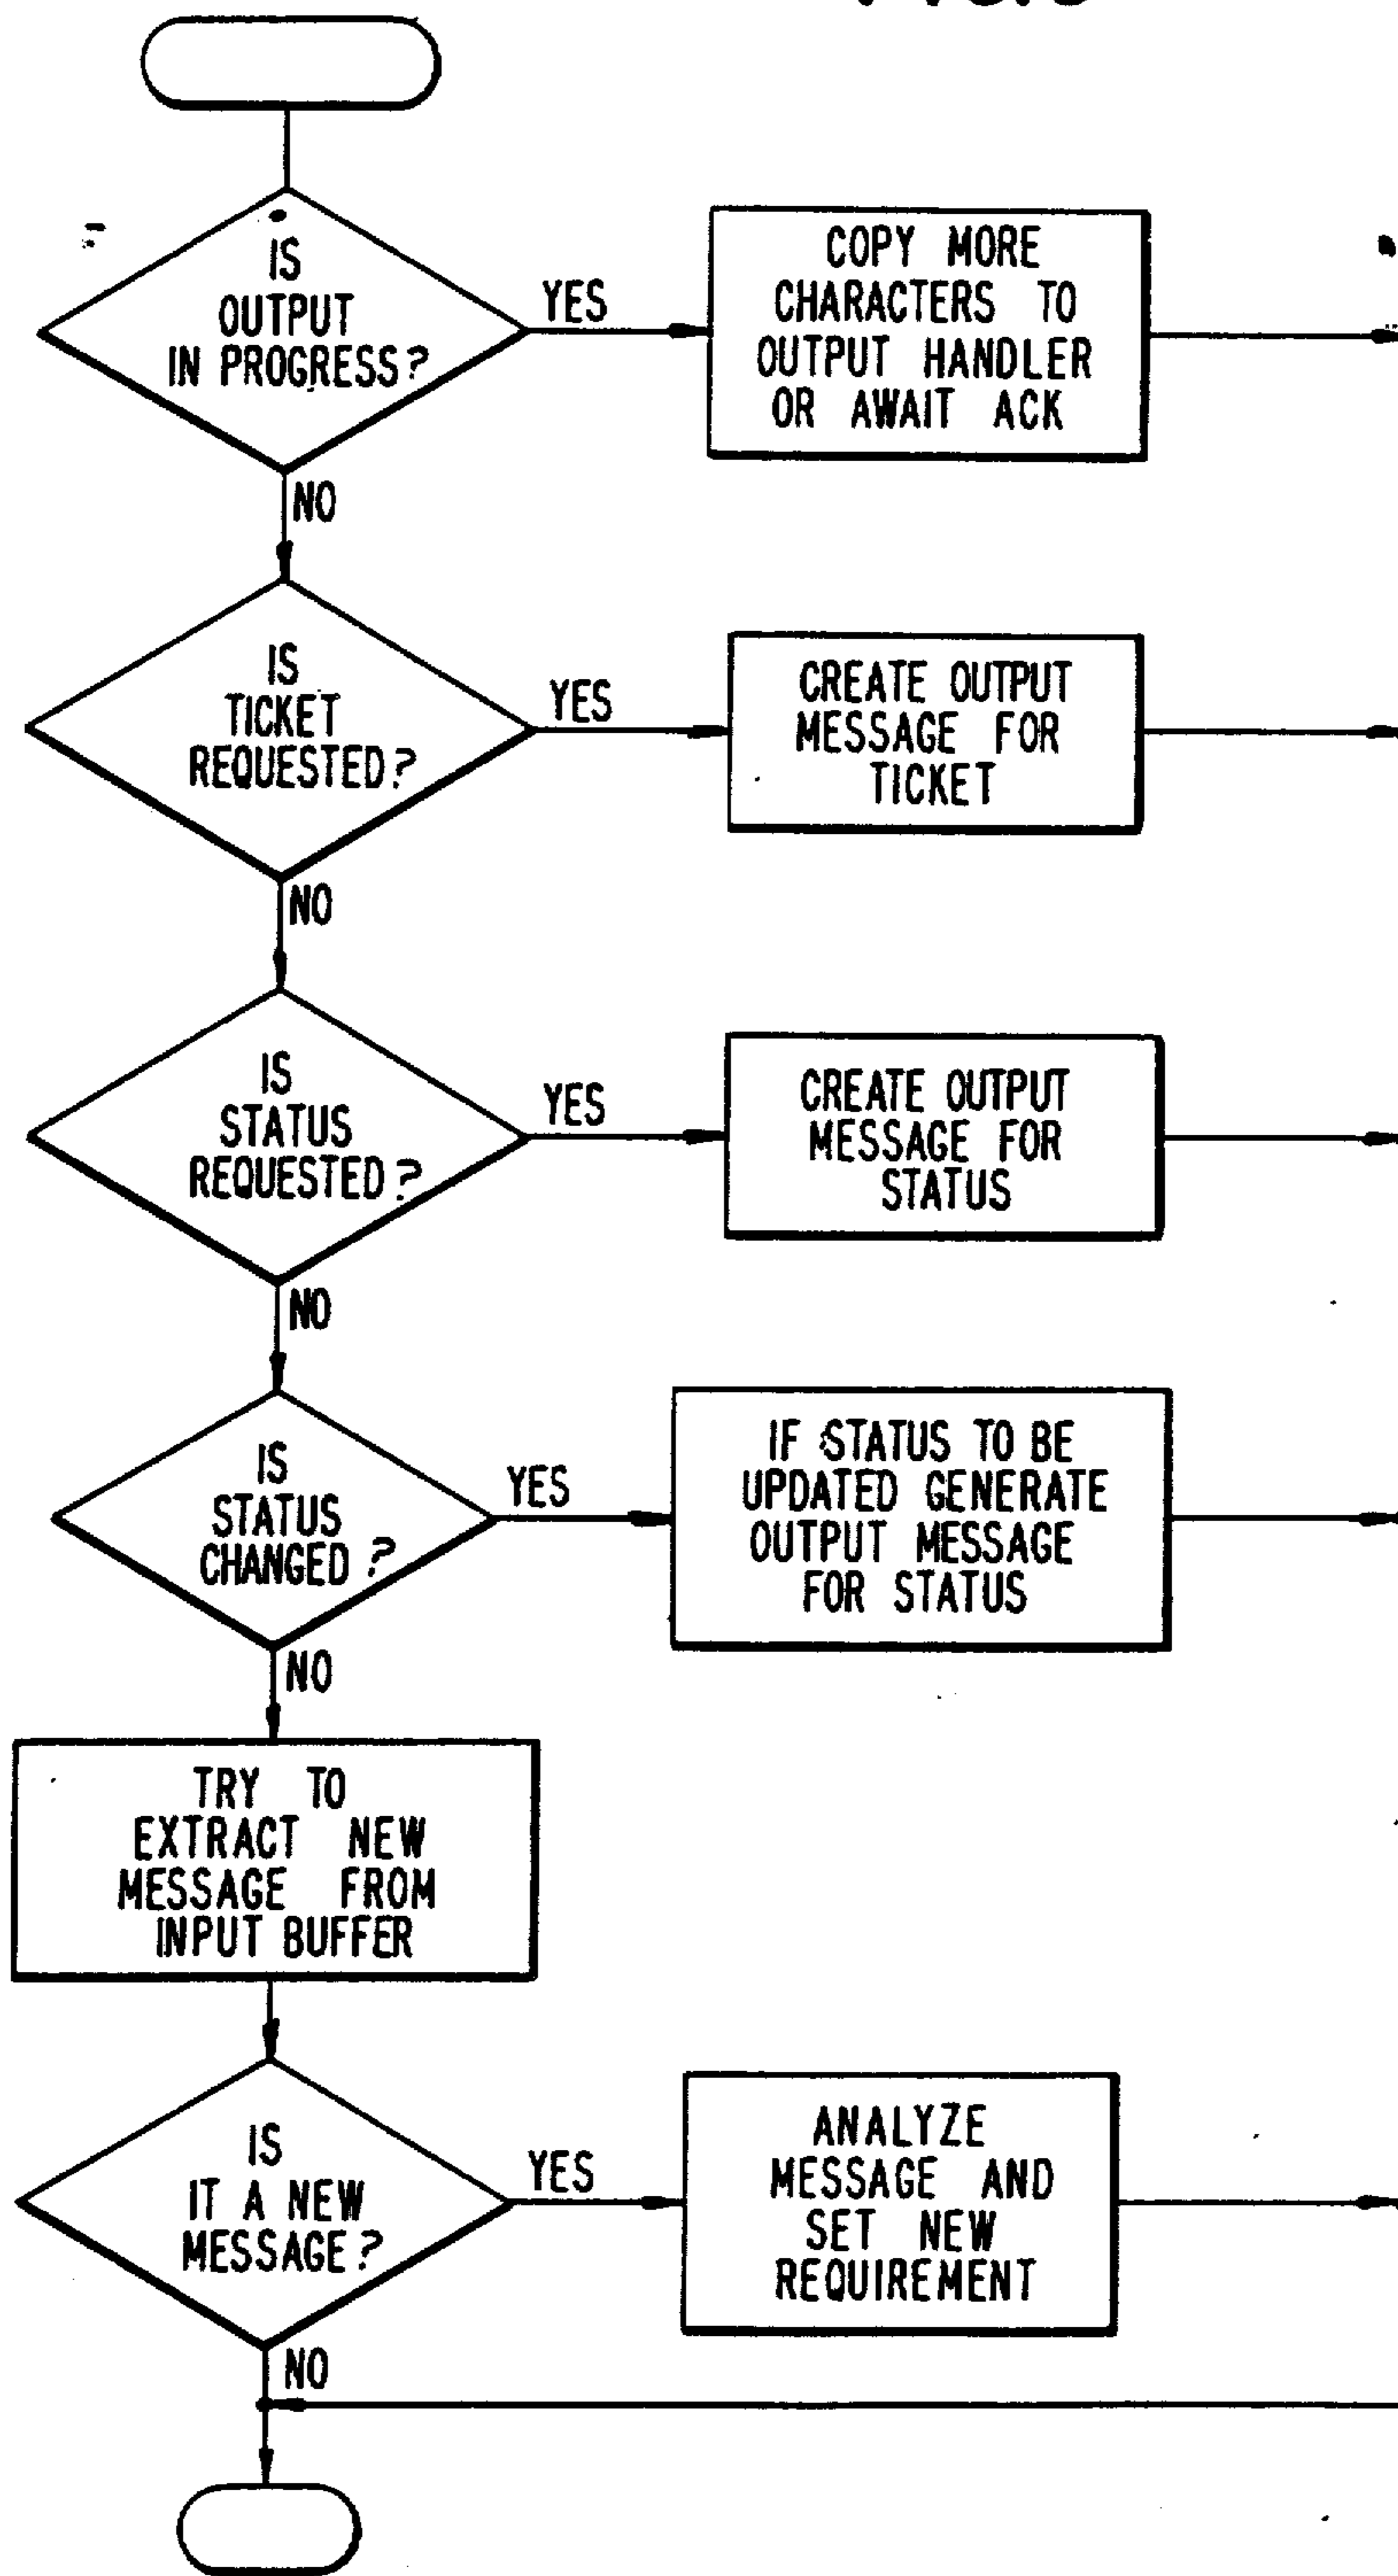 IS
OUTPUT
IN PROGRESS?
YES
COPY MORE
CHARACTERS TO
OUTPUT HANDLER
OR AWAIT ACK
NO
IS
TICKET
REQUESTED?
YES
CREATE OUTPUT
MESSAGE FOR
TICKET
NO
IS
STATUS
REQUESTED?
YES
CREATE OUTPUT
MESSAGE FOR
STATUS
NO
IS
STATUS
CHANGED?
YES
IF STATUS TO BE
UPDATED GENERATE
OUTPUT MESSAGE
FOR STATUS
NO
TRY TO
EXTRACT NEW
MESSAGE FROM
INPUT BUFFER
IS
IT A NEW
MESSAGE?
YES
ANALYZE
MESSAGE AND
SET NEW
REQUIREMENT
NO